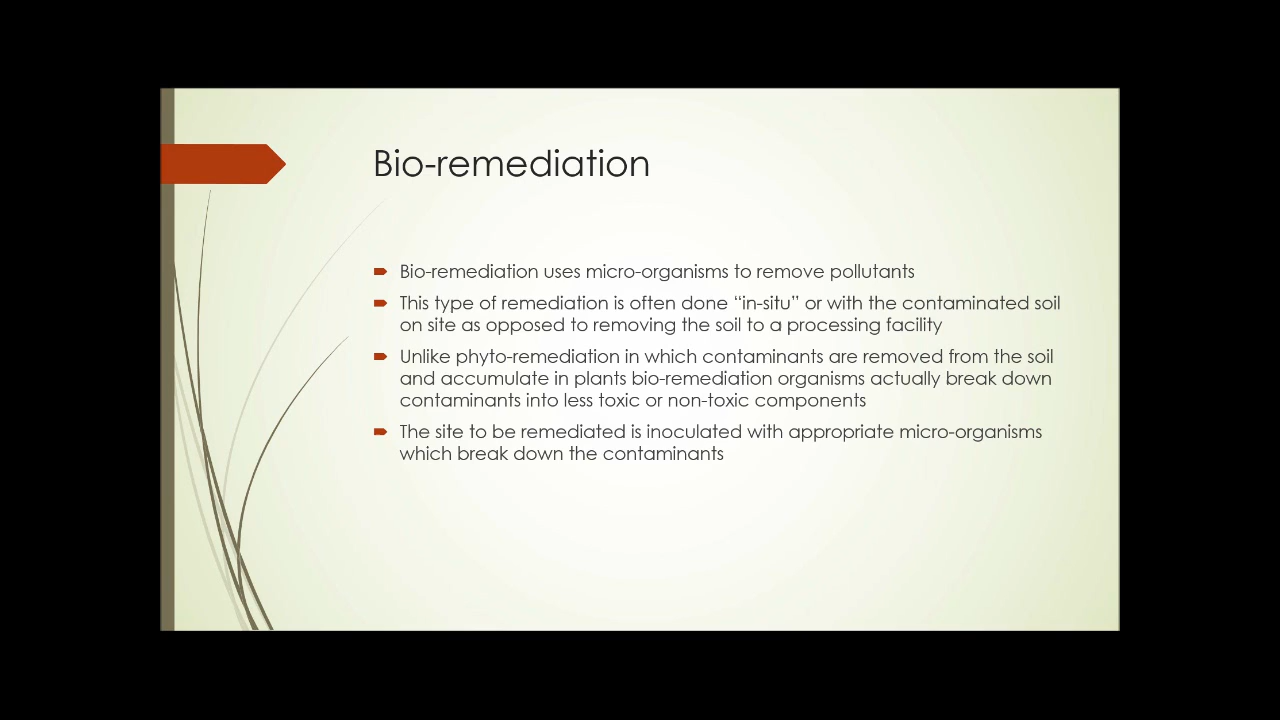 Bio-remediation
Bio-remediation uses micro-organisms to remove pollutants
This type of remediation is often done “in-situ” or with the contaminated soil
on site as opposed to removing the soil to a processing facility
Unlike phyto-remediation in which contaminants are removed from the soil
and accumulate in plants bio-remediation organisms actually break down
contaminants into less toxic or non-toxic components
The site to be remediated is inoculated with appropriate micro-organisms
which break down the contaminants